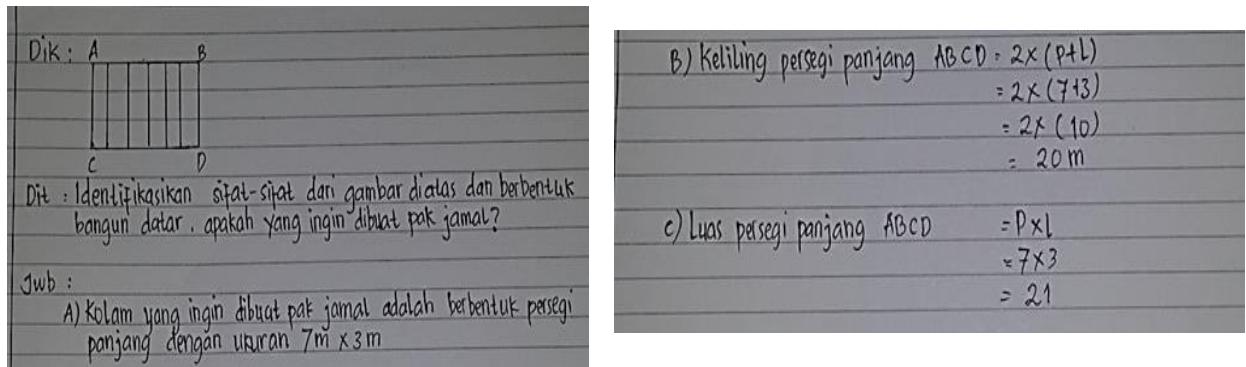 Dik : A B
C D
Dit : Identifikasikan sifat-sifat dari gambar diatas dan berbentuk
bangun datar. apakah yang ingin dibuat pak jamal?
Jwb :
A) Kolam yang ingin dibuat pak jamal adalah berbentuk persegi
panjang dengan ukuran 7m x 3m
B) Keliling persegi panjang ABCD = 2x (P+L)
= 2x (7+3)
= 2x (10)
= 20 m
C) Luas persegi panjang ABCD = P x L
= 7 x 3
= 21